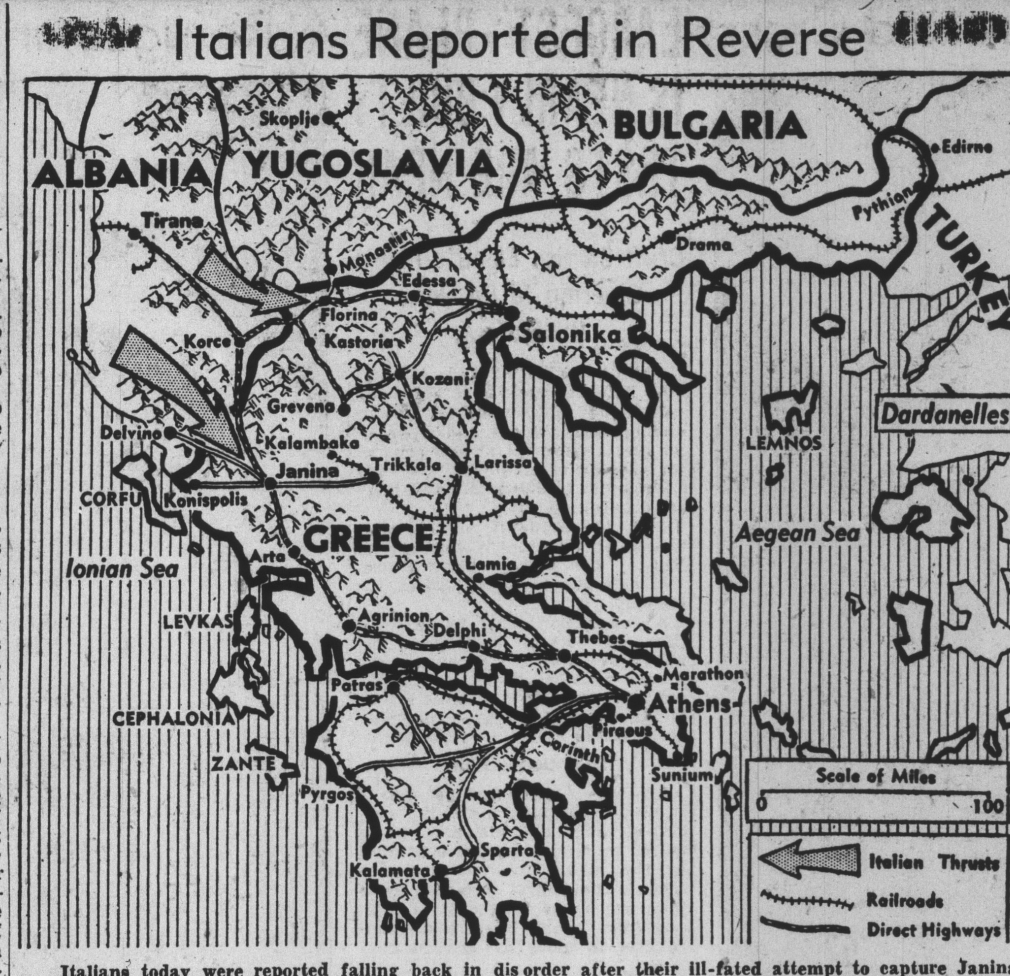 Italians Reported in Reverse
Skoplje
BULGARIA
Edirne
ALBANIA
YUGOSLAVIA
Pythian
TURKEY
Tirana
Drama
Monastir
Edessa
Florina
Salonika
Korce
Kastoria
Kozani
Grevena
Dardanelles
Delvino
Kalambaka
LEMNOS
Janina
Trikkala
Larissa
CORFU
Konispolis
GREECE
Aegean Sea
Ionian Sea
Arta
Lamia
LEVKAS
Agrinion
Delphi
Thebes
Patras
Marathon
Athens
CEPHALONIA
Piraeus
Corinth
ZANTE
Sunium
Pyrgos
Scale of Miles
0 100
Sparta
Italian Thrusts
Kalamata
Railroads
Direct Highways
Italians today were reported falling back in disorder after their ill-fated attempt to capture